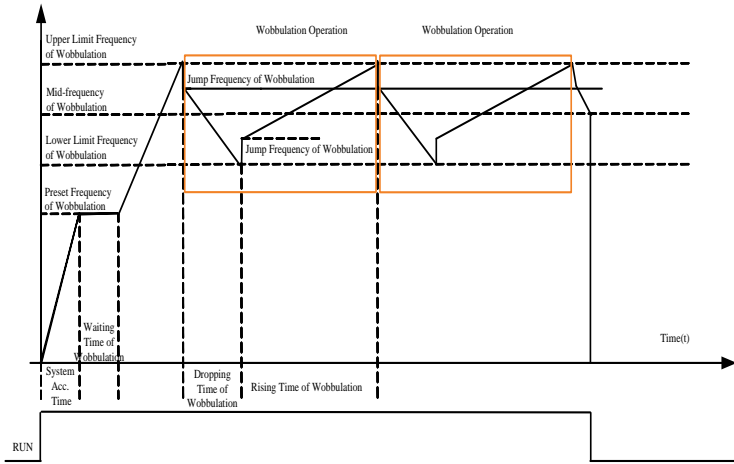 Wobbulation Operation
Wobbulation Operation
Upper Limit Frequency
of Wobbulation
Jump Frequency of Wobbulation
Mid-frequency
of Wobbulation
Lower Limit Frequency
of Wobbulation
Jump Frequency of Wobbulation
Preset Frequency
of Wobbulation
Waiting
Time of
Wobbulation
Time(t)
System
Acc.
Time
Dropping
Time of
Wobbulation
Rising Time of Wobbulation
RUN